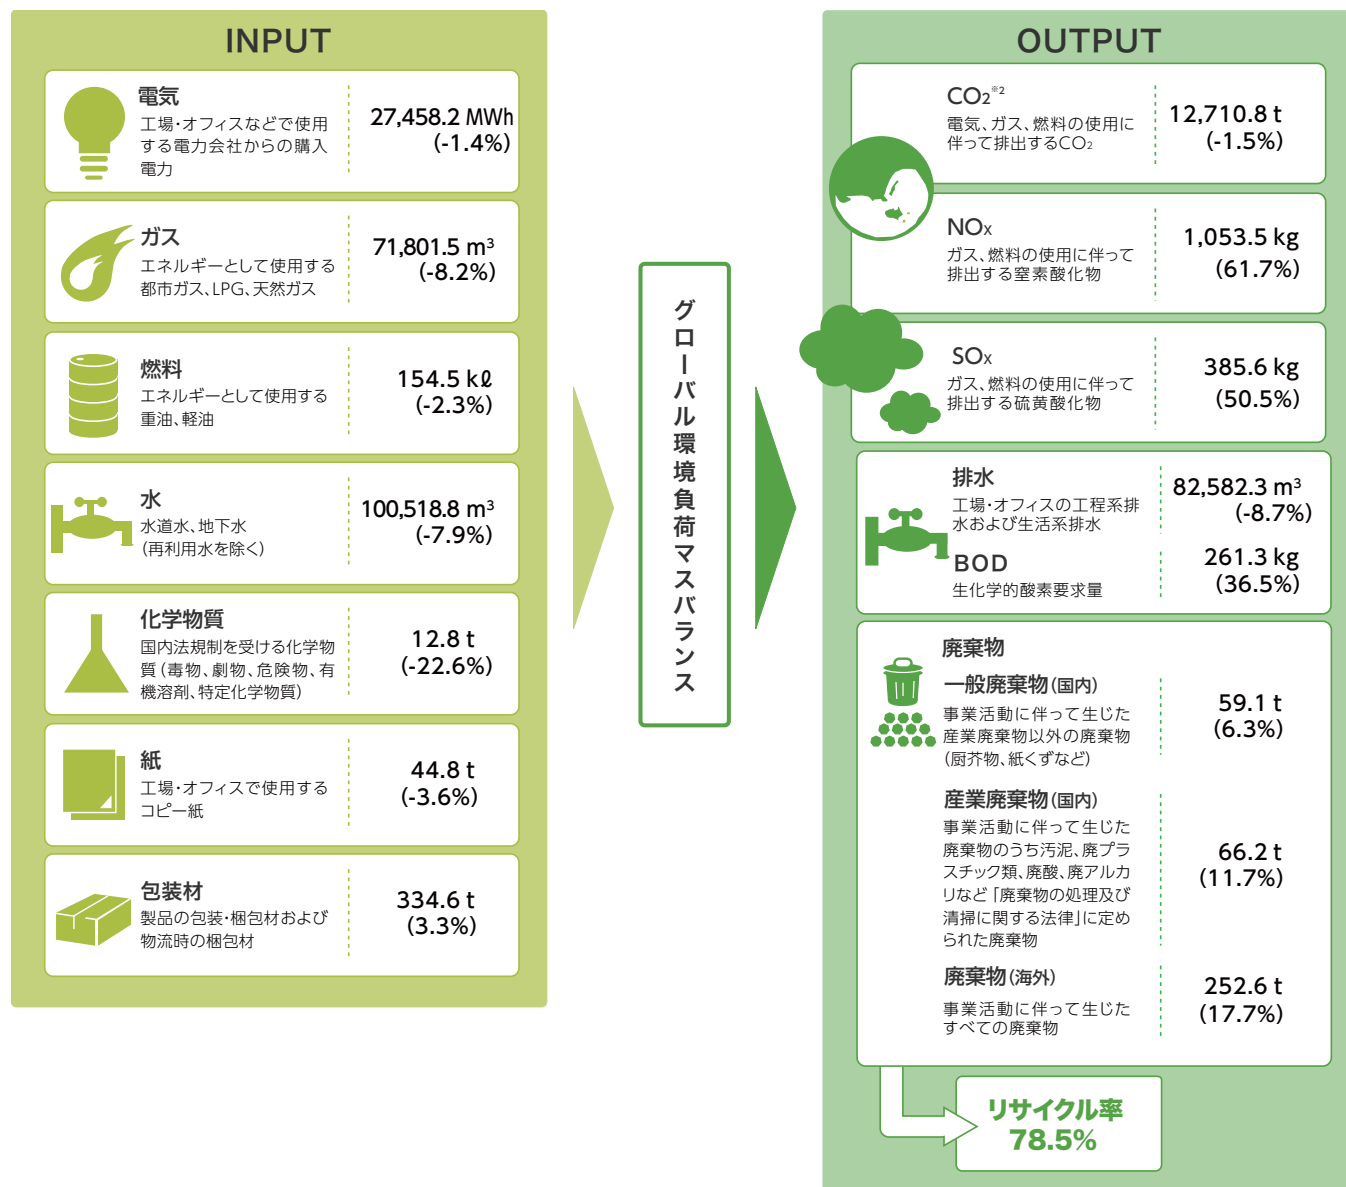 INPUT
電気
工場・オフィスなどで使用
する電力会社からの購入
電力
27,458.2 MWh
(-1.4%)
ガス
エネルギーとして使用する
都市ガス、LPG、天然ガス
71,801.5 m³
(-8.2%)
燃料
エネルギーとして使用する
重油、軽油
154.5 kℓ
(-2.3%)
水
水道水、地下水
（再利用水を除く）
100,518.8 m³
(-7.9%)
化学物質
国内法規制を受ける化学物
質（毒物、劇物、危険物、有
機溶剤、特定化学物質）
12.8 t
(-22.6%)
紙
工場・オフィスで使用する
コピー紙
44.8 t
(-3.6%)
包装材
製品の包装・梱包材および
物流時の梱包材
334.6 t
(3.3%)
グローバル環境負荷マスバランス
OUTPUT
CO₂※2
電気、ガス、燃料の使用に
伴って排出するCO₂
12,710.8 t
(-1.5%)
NOx
ガス、燃料の使用に伴って
排出する窒素酸化物
1,053.5 kg
(61.7%)
SOx
ガス、燃料の使用に伴って
排出する硫黄酸化物
385.6 kg
(50.5%)
排水
工場・オフィスの工程系排
水および生活系排水
82,582.3 m³
(-8.7%)
BOD
生化学的酸素要求量
261.3 kg
(36.5%)
廃棄物
一般廃棄物（国内）
事業活動に伴って生じた
産業廃棄物以外の廃棄物
（厨芥物、紙くずなど）
59.1 t
(6.3%)
産業廃棄物（国内）
事業活動に伴って生じた
廃棄物のうち汚泥、廃プラ
スチック類、廃酸、廃アルカ
リなど「廃棄物の処理及び
清掃に関する法律」に定め
られた廃棄物
66.2 t
(11.7%)
廃棄物（海外）
事業活動に伴って生じた
すべての廃棄物
252.6 t
(17.7%)
リサイクル率
78.5%